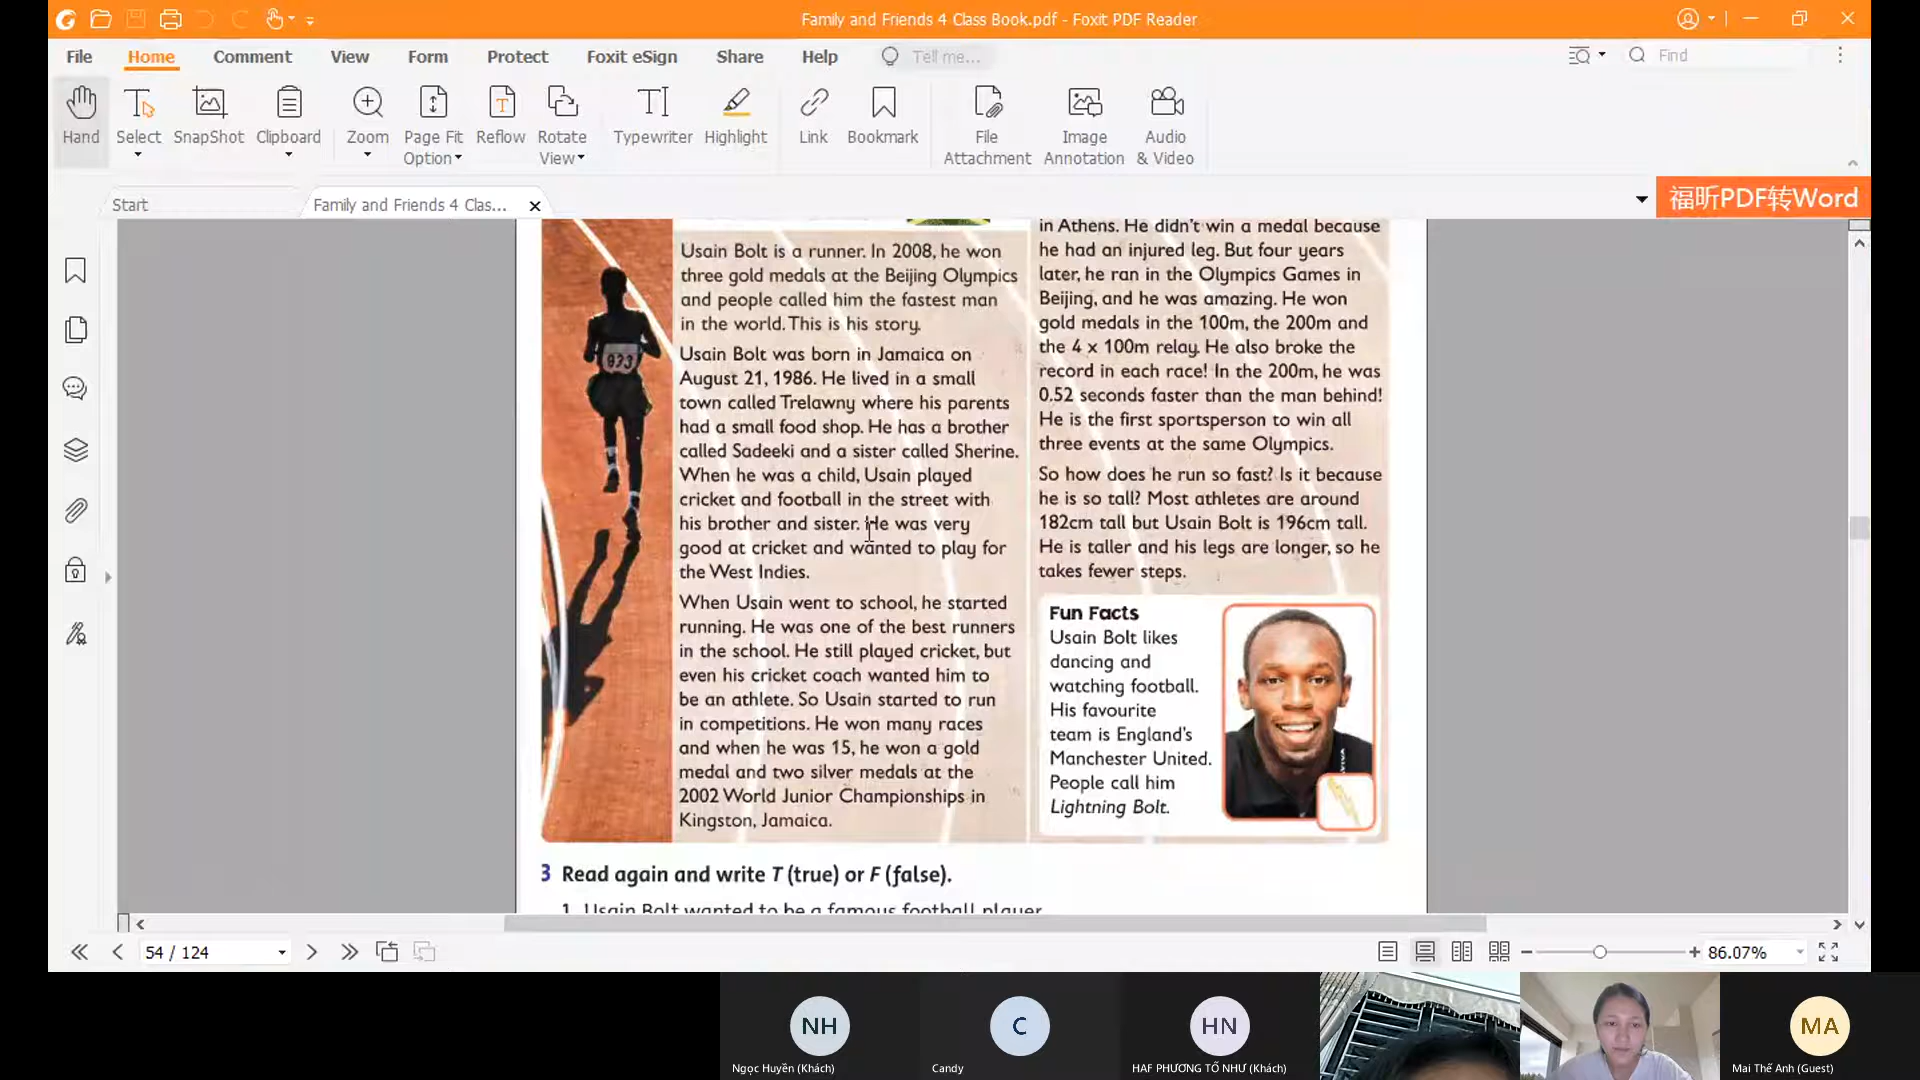 Family and Friends 4 Class Book.pdf - Foxit PDF Reader
File Home Comment View Form Protect Foxit eSign Share Help Tell me... Find
Hand Select SnapShot Clipboard Zoom Page Fit Option Reflow Rotate View Typewriter Highlight Link Bookmark File Attachment Image Annotation Audio & Video
Start Family and Friends 4 Clas... 福昕PDF转Word
Usain Bolt is a runner. In 2008, he won
three gold medals at the Beijing Olympics
and people called him the fastest man
in the world. This is his story.
Usain Bolt was born in Jamaica on
August 21, 1986. He lived in a small
town called Trelawny where his parents
had a small food shop. He has a brother
called Sadeeki and a sister called Sherine.
When he was a child, Usain played
cricket and football in the street with
his brother and sister. He was very
good at cricket and wanted to play for
the West Indies.
When Usain went to school, he started
running. He was one of the best runners
in the school. He still played cricket, but
even his cricket coach wanted him to
be an athlete. So Usain started to run
in competitions. He won many races
and when he was 15, he won a gold
medal and two silver medals at the
2002 World Junior Championships in
Kingston, Jamaica.
in Athens. He didn't win a medal because
he had an injured leg. But four years
later, he ran in the Olympics Games in
Beijing, and he was amazing. He won
gold medals in the 100m, the 200m and
the 4 x 100m relay. He also broke the
record in each race! In the 200m, he was
0.52 seconds faster than the man behind!
He is the first sportsperson to win all
three events at the same Olympics.
So how does he run so fast? Is it because
he is so tall? Most athletes are around
182cm tall but Usain Bolt is 196cm tall.
He is taller and his legs are longer, so he
takes fewer steps.
Fun Facts
Usain Bolt likes
dancing and
watching football.
His favourite
team is England's
Manchester United.
People call him
Lightning Bolt.
933
3 Read again and write T (true) or F (false).
1 Usain Bolt wanted to be a famous football player
54 / 124 86.07%
NH C HN MA
Ngọc Huyền (Khách) Candy HAF PHƯƠNG TỐ NHƯ (Khách) Mai Thế Anh (Guest)